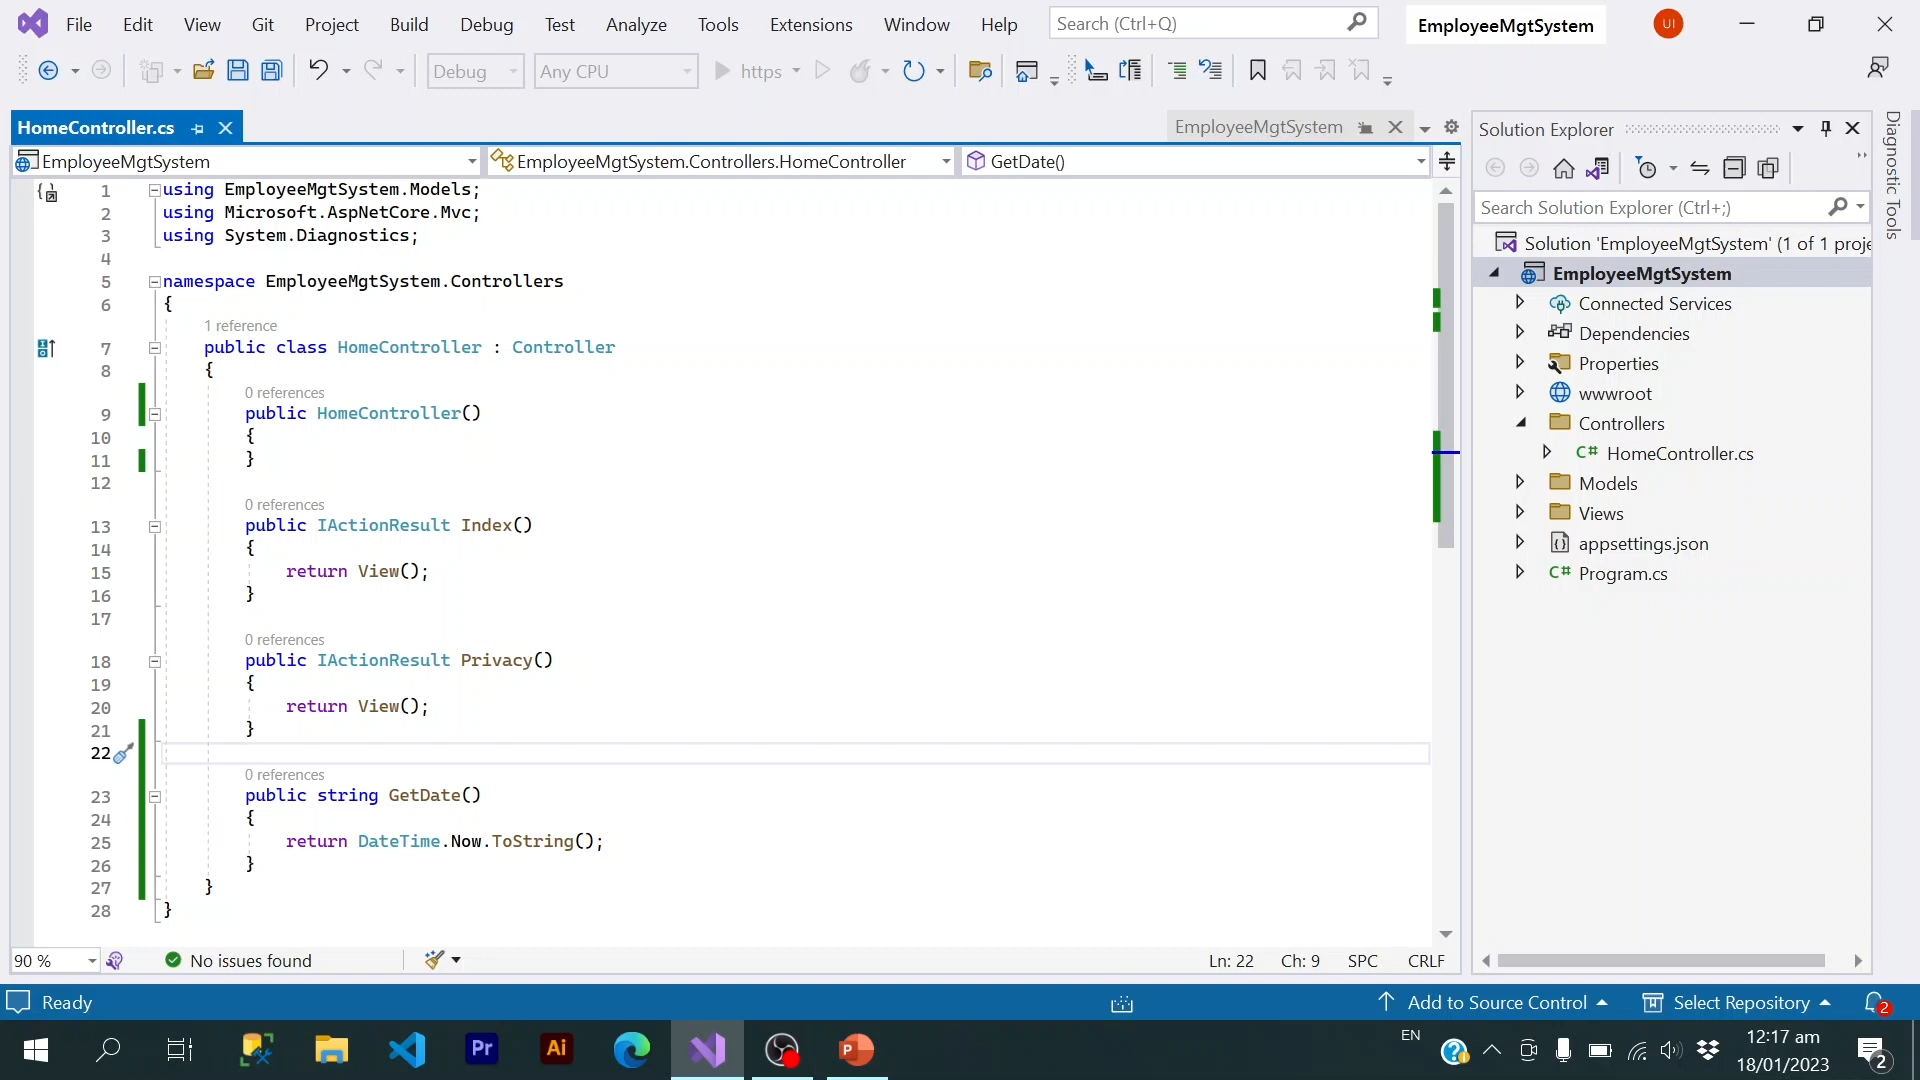 File Edit View Git Project Build Debug Test Analyze Tools Extensions Window Help Search (Ctrl+Q) EmployeeMgtSystem UI
Debug Any CPU https
HomeController.cs EmployeeMgtSystem
EmployeeMgtSystem EmployeeMgtSystem.Controllers.HomeController GetDate()
1 using EmployeeMgtSystem.Models;
2 using Microsoft.AspNetCore.Mvc;
3 using System.Diagnostics;
4
5 namespace EmployeeMgtSystem.Controllers
6 {
1 reference
7 public class HomeController : Controller
8 {
0 references
9 public HomeController()
10 {
11 }
12
0 references
13 public IActionResult Index()
14 {
15 return View();
16 }
17
0 references
18 public IActionResult Privacy()
19 {
20 return View();
21 }
22
0 references
23 public string GetDate()
24 {
25 return DateTime.Now.ToString();
26 }
27 }
28 }
90 % No issues found Ln: 22 Ch: 9 SPC CRLF
Solution Explorer
Search Solution Explorer (Ctrl+;)
Solution 'EmployeeMgtSystem' (1 of 1 proje
EmployeeMgtSystem
Connected Services
Dependencies
Properties
wwwroot
Controllers
C# HomeController.cs
Models
Views
appsettings.json
C# Program.cs
Diagnostic Tools
Ready Add to Source Control Select Repository 2
Pr Ai P EN 12:17 am
18/01/2023 2